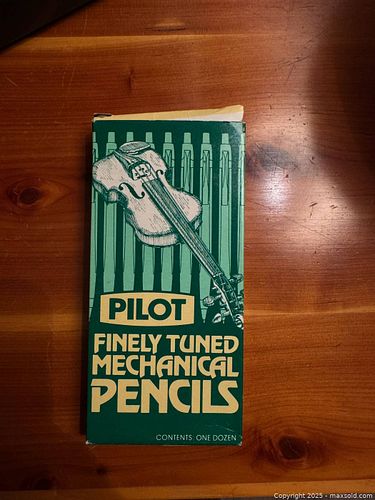 PILOT
FINELY TUNED
MECHANICAL
PENCILS
CONTENTS: ONE DOZEN
Copyright 2025 - maxsold.com